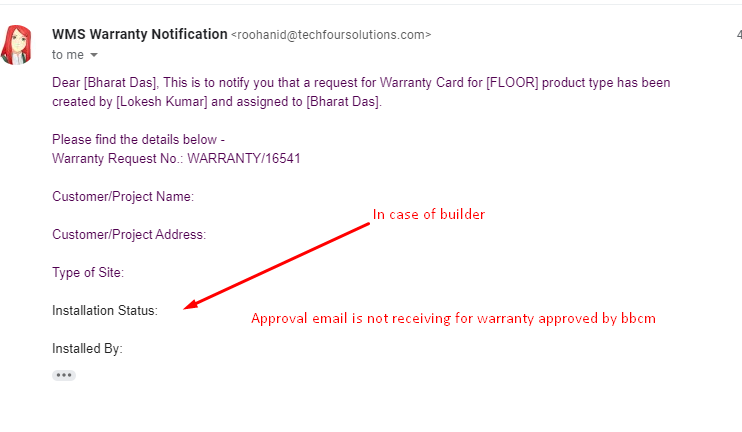 WMS Warranty Notification <roohanid@techfoursolutions.com>
4
to me
Dear [Bharat Das], This is to notify you that a request for Warranty Card for [FLOOR] product type has been
created by [Lokesh Kumar] and assigned to [Bharat Das].
Please find the details below -
Warranty Request No.: WARRANTY/16541
Customer/Project Name:
In case of builder
Customer/Project Address:
Type of Site:
Installation Status:
Approval email is not receiving for warranty approved by bbcm
Installed By: